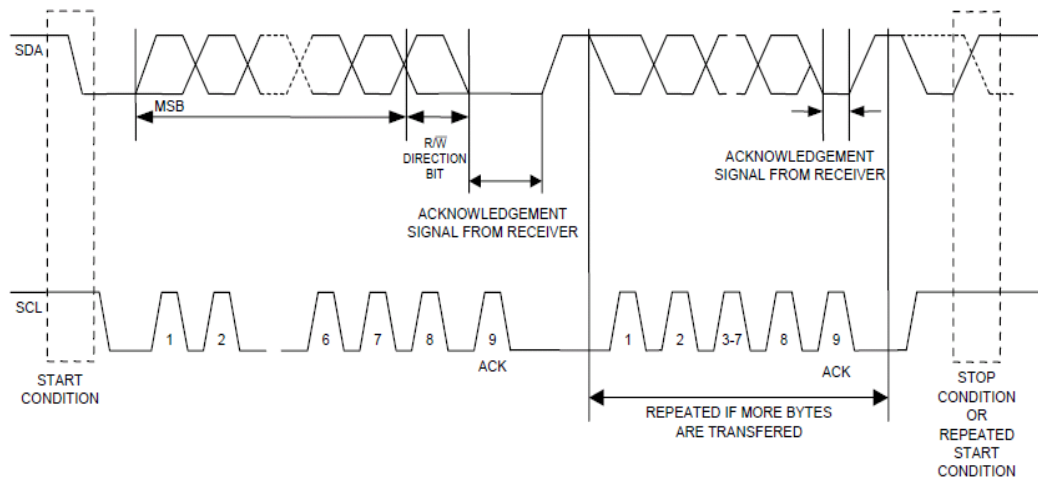 SDA
MSB
R/W̅
DIRECTION
BIT
ACKNOWLEDGEMENT
SIGNAL FROM RECEIVER
ACKNOWLEDGEMENT
SIGNAL FROM RECEIVER
SCL
1 2 6 7 8 9 1 2 3-7 8 9
ACK ACK
START
CONDITION
REPEATED IF MORE BYTES
ARE TRANSFERED
STOP
CONDITION
OR
REPEATED
START
CONDITION